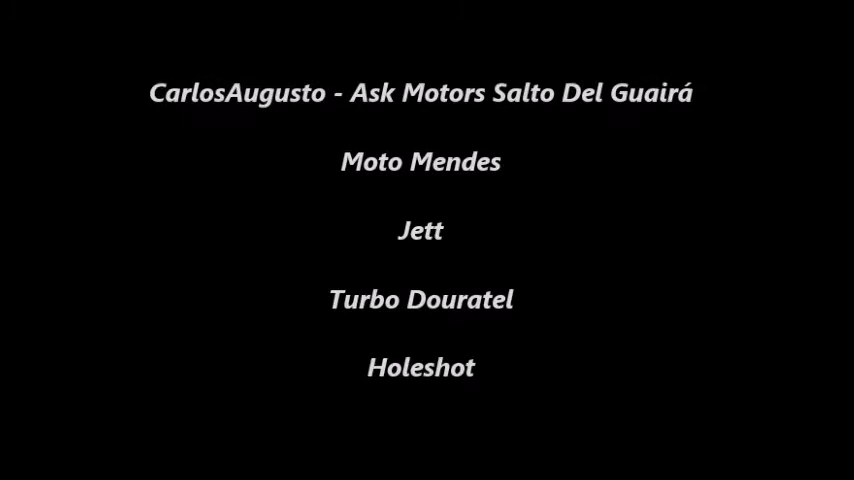 CarlosAugusto - Ask Motors Salto Del Guairá
Moto Mendes
Jett
Turbo Douratel
Holeshot